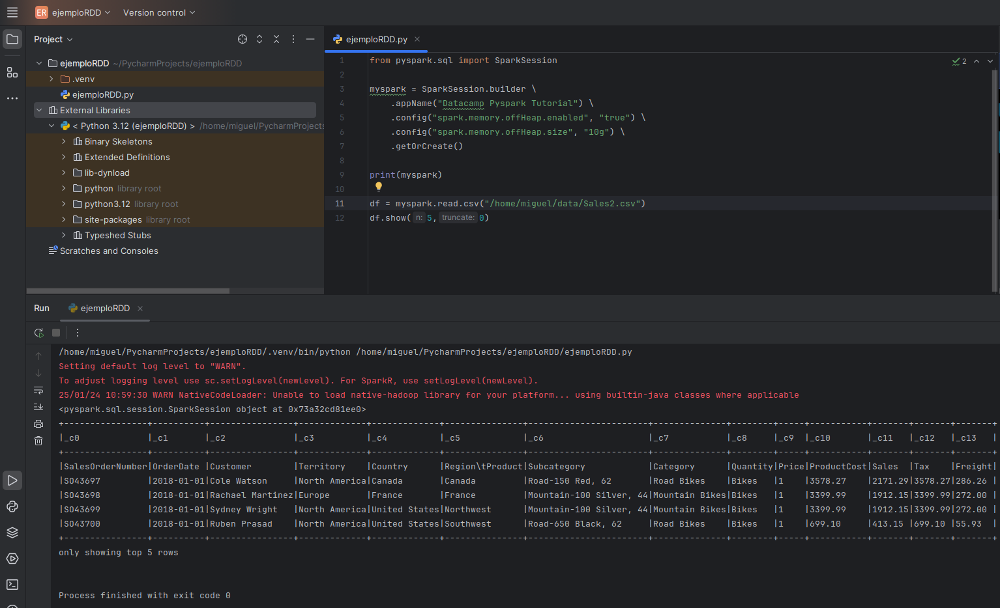 ER ejemploRDD Version control
Project
ejemploRDD.py
ejemploRDD ~/PycharmProjects/ejemploRDD
.venv
ejemploRDD.py
External Libraries
< Python 3.12 (ejemploRDD) > /home/miguel/PycharmProjects
Binary Skeletons
Extended Definitions
lib-dynload
python library root
python3.12 library root
site-packages library root
Typeshed Stubs
Scratches and Consoles
2
1 from pyspark.sql import SparkSession
2
3 myspark = SparkSession.builder \
4     .appName("Datacamp Pyspark Tutorial") \
5     .config("spark.memory.offHeap.enabled", "true") \
6     .config("spark.memory.offHeap.size", "10g") \
7     .getOrCreate()
8
9 print(myspark)
10
11 df = myspark.read.csv("/home/miguel/data/Sales2.csv")
12 df.show( n: 5, truncate: 0)
Run ejemploRDD
/home/miguel/PycharmProjects/ejemploRDD/.venv/bin/python /home/miguel/PycharmProjects/ejemploRDD/ejemploRDD.py
Setting default log level to "WARN".
To adjust logging level use sc.setLogLevel(newLevel). For SparkR, use setLogLevel(newLevel).
25/01/24 10:59:30 WARN NativeCodeLoader: Unable to load native-hadoop library for your platform... using builtin-java classes where applicable
<pyspark.sql.session.SparkSession object at 0x73a32cd81ee0>
+----------------+----------+----------------+-------------+-------------+---------------+-----------------------+--------------+--------+-----+-----------+-------+-------+-------+
|_c0             |_c1       |_c2             |_c3          |_c4          |_c5            |_c6                    |_c7           |_c8     |_c9  |_c10       |_c11   |_c12   |_c13   |
+----------------+----------+----------------+-------------+-------------+---------------+-----------------------+--------------+--------+-----+-----------+-------+-------+-------+
|SalesOrderNumber|OrderDate |Customer        |Territory    |Country      |Region\tProduct|Subcategory            |Category      |Quantity|Price|ProductCost|Sales  |Tax    |Freight|
|SO43697         |2018-01-01|Cole Watson     |North America|Canada       |Canada         |Road-150 Red, 62       |Road Bikes    |Bikes   |1    |3578.27    |2171.29|3578.27|286.26 |
|SO43698         |2018-01-01|Rachael Martinez|Europe       |France       |France         |Mountain-100 Silver, 44|Mountain Bikes|Bikes   |1    |3399.99    |1912.15|3399.99|272.00 |
|SO43699         |2018-01-01|Sydney Wright   |North America|United States|Northwest      |Mountain-100 Silver, 44|Mountain Bikes|Bikes   |1    |3399.99    |1912.15|3399.99|272.00 |
|SO43700         |2018-01-01|Ruben Prasad    |North America|United States|Southwest      |Road-650 Black, 62     |Road Bikes    |Bikes   |1    |699.10     |413.15 |699.10 |55.93  |
+----------------+----------+----------------+-------------+-------------+---------------+-----------------------+--------------+--------+-----+-----------+-------+-------+-------+
only showing top 5 rows
Process finished with exit code 0